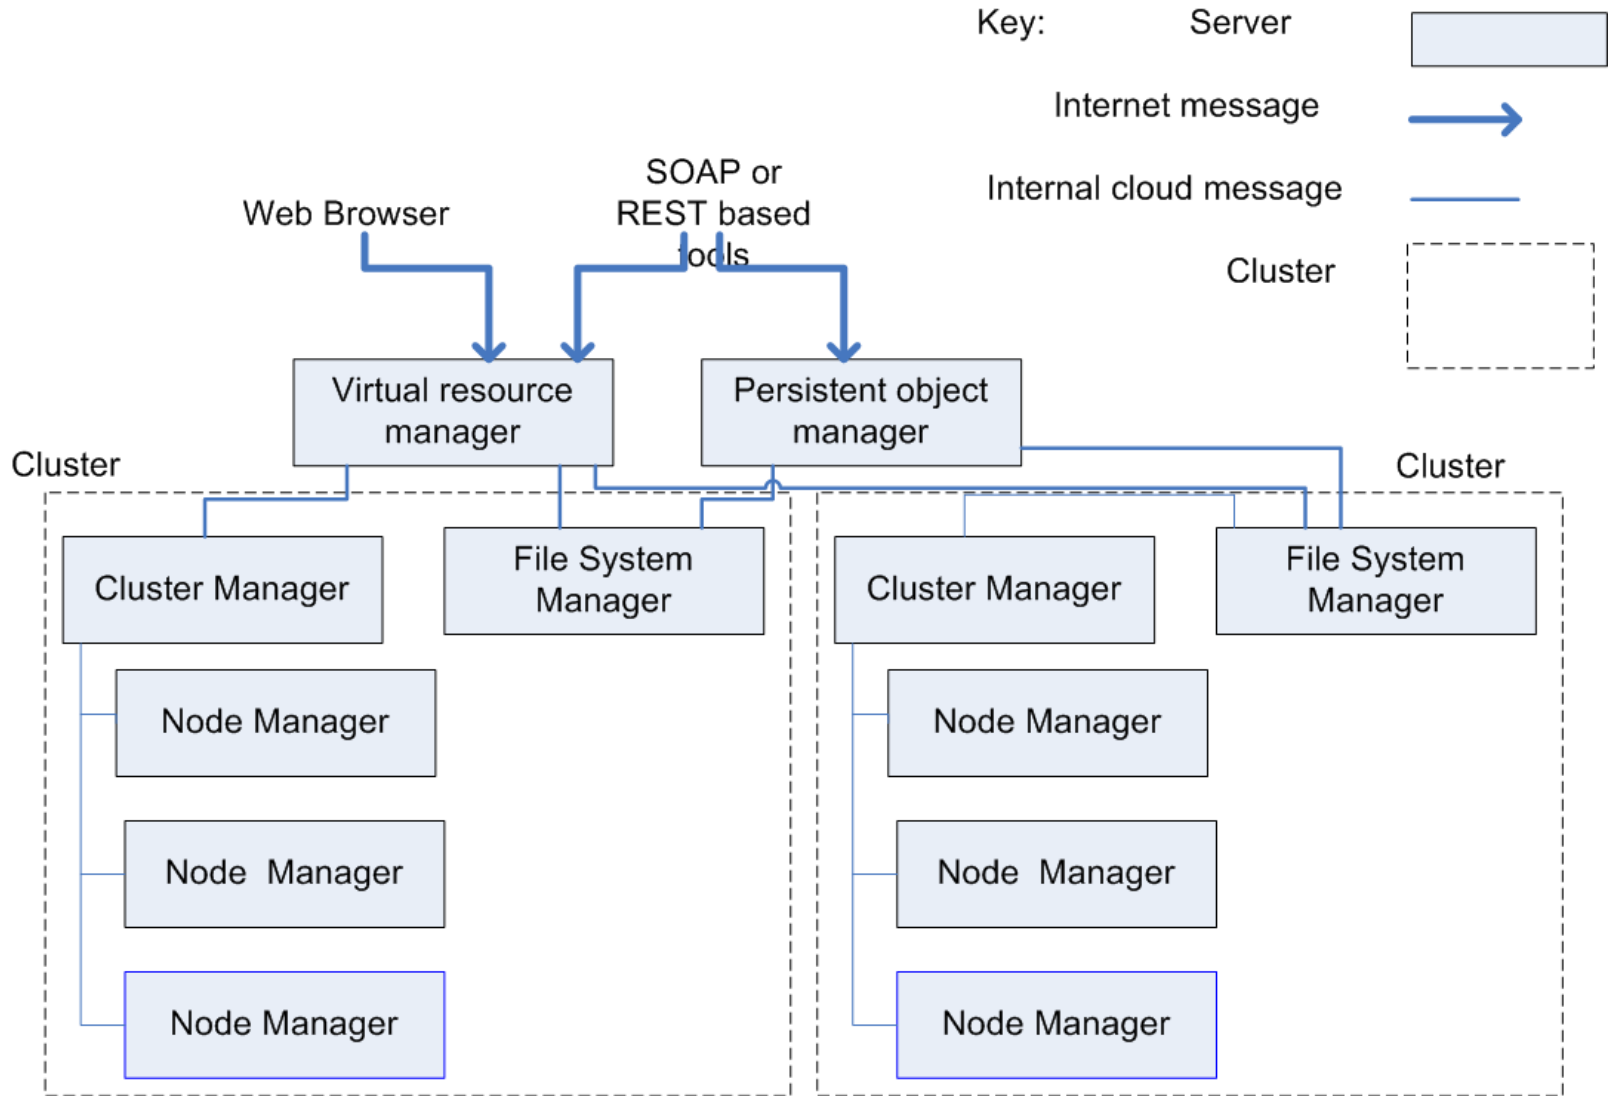 Key: Server
Internet message
Internal cloud message
Cluster
Web Browser
SOAP or
REST based
tools
Virtual resource
manager
Persistent object
manager
Cluster
Cluster
Cluster Manager
File System
Manager
Node Manager
Node  Manager
Node Manager
Cluster Manager
File System
Manager
Node Manager
Node  Manager
Node Manager